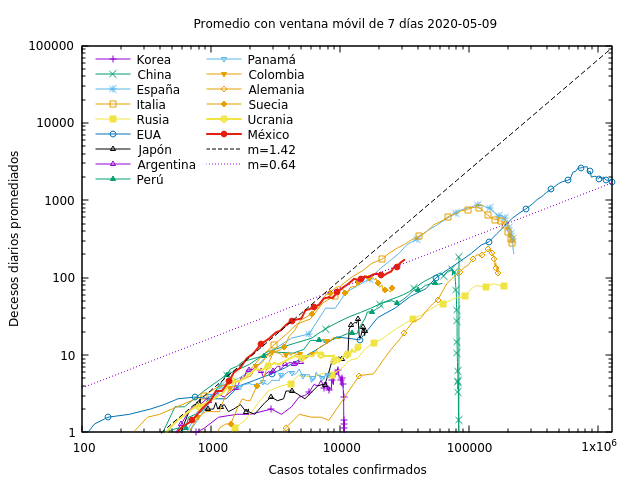 Promedio con ventana móvil de 7 días 2020-05-09
Decesos diarios promediados
100000
10000
1000
100
10
1
Korea
China
España
Italia
Rusia
EUA
Japón
Argentina
Perú
Panamá
Colombia
Alemania
Suecia
Ucrania
México
m=1.42
m=0.64
100
1000
10000
100000
1x10⁶
Casos totales confirmados